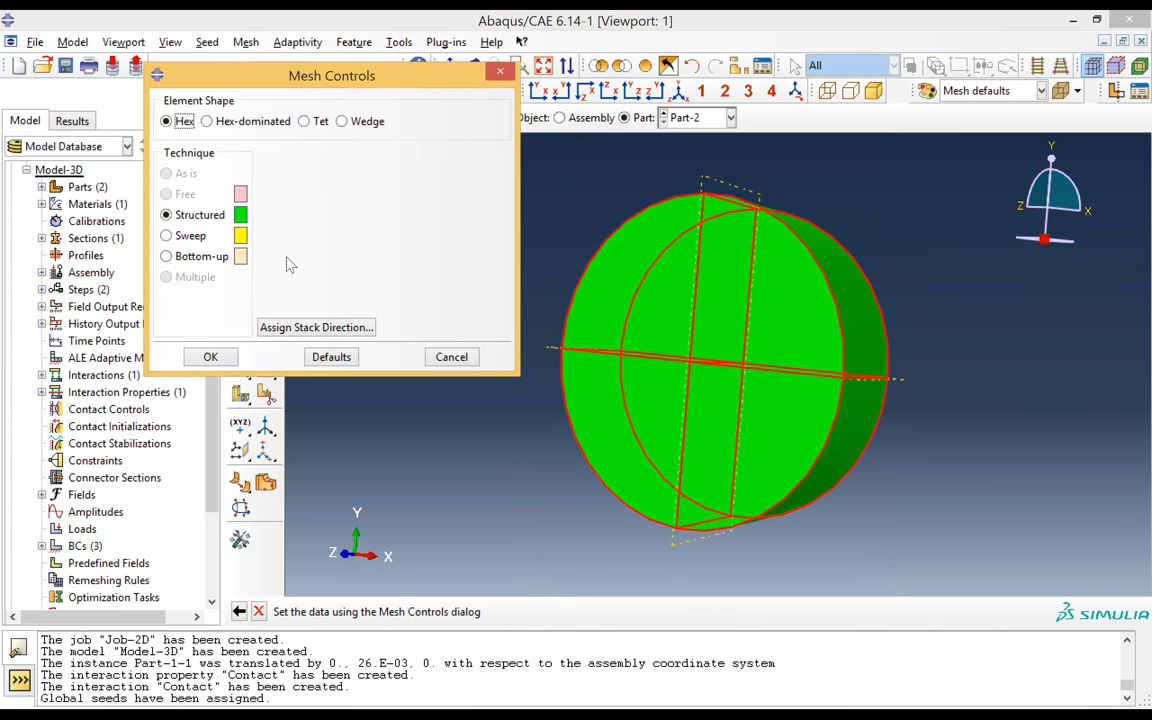 Abaqus/CAE 6.14-1 [Viewport: 1]
File Model Viewport View Seed Mesh Adaptivity Feature Tools Plug-ins Help
All
Mesh Controls
1 2 3 4 Mesh defaults
Model Results
Object: Assembly Part: Part-2
Element Shape
Hex Hex-dominated Tet Wedge
Technique
As is
Free
Structured
Sweep
Bottom-up
Multiple
Assign Stack Direction...
OK Defaults Cancel
Model Database
Model-3D
Parts (2)
Materials (1)
Calibrations
Sections (1)
Profiles
Assembly
Steps (2)
Field Output Re
History Output
Time Points
ALE Adaptive M
Interactions (1)
Interaction Properties (1)
Contact Controls
Contact Initializations
Contact Stabilizations
Constraints
Connector Sections
Fields
Amplitudes
Loads
BCs (3)
Predefined Fields
Remeshing Rules
Optimization Tasks
(XYZ)
Y
Z
X
Y
Z X
Set the data using the Mesh Controls dialog
SIMULIA
The job "Job-2D" has been created.
The model "Model-3D" has been created.
The instance Part-1-1 was translated by 0., 26.E-03, 0. with respect to the assembly coordinate system
The interaction property "Contact" has been created.
The interaction "Contact" has been created.
Global seeds have been assigned.